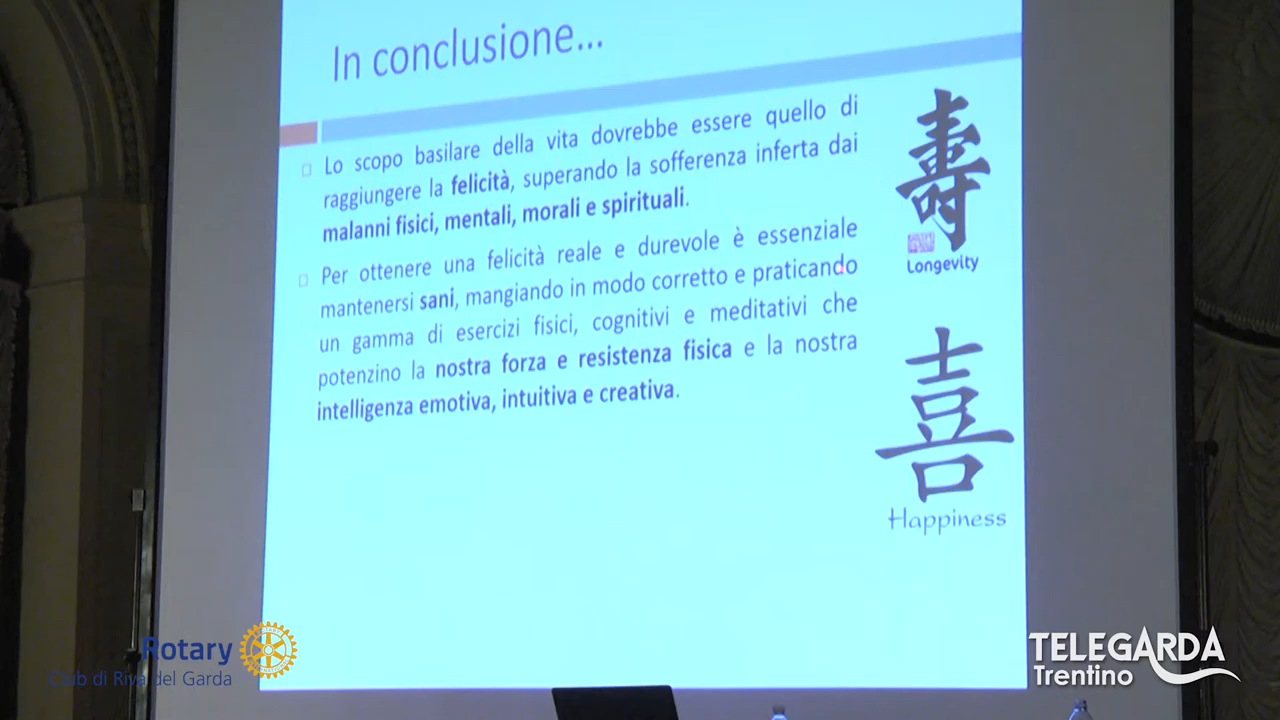 In conclusione...
Lo scopo basilare della vita dovrebbe essere quello di
raggiungere la felicità, superando la sofferenza inferta dai
malanni fisici, mentali, morali e spirituali.
Per ottenere una felicità reale e durevole è essenziale
mantenersi sani, mangiando in modo corretto e praticando
un gamma di esercizi fisici, cognitivi e meditativi che
potenzino la nostra forza e resistenza fisica e la nostra
intelligenza emotiva, intuitiva e creativa.
壽
Longevity
喜
Happiness
Rotary
Club di Riva del Garda
TELEGARDA
Trentino